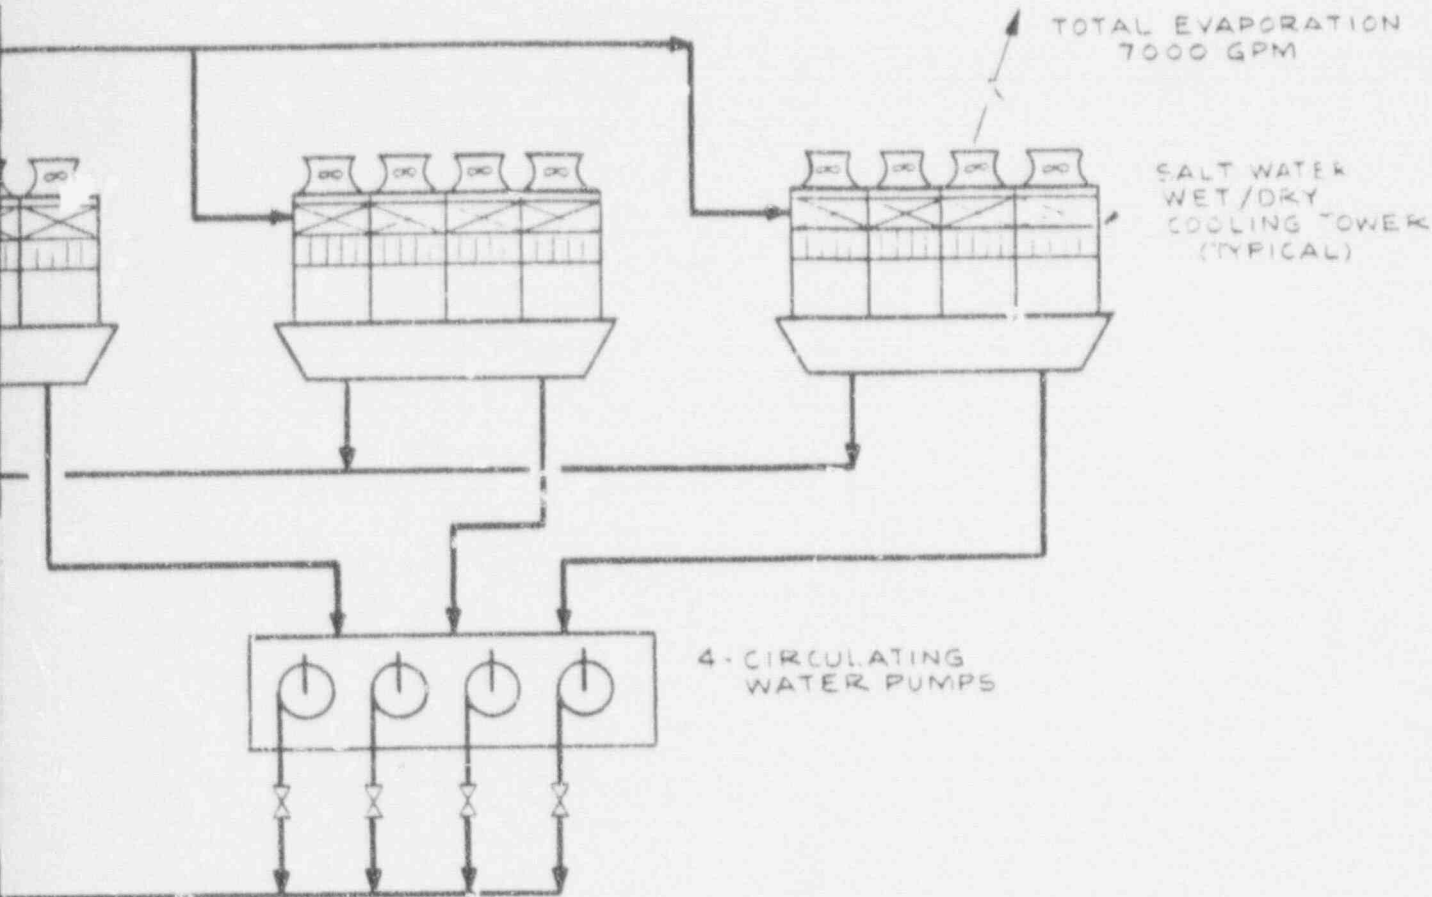 TOTAL EVAPORATION
7000 GPM
SALT WATER
WET/DRY
COOLING TOWER
(TYPICAL)
4-CIRCULATING
WATER PUMPS